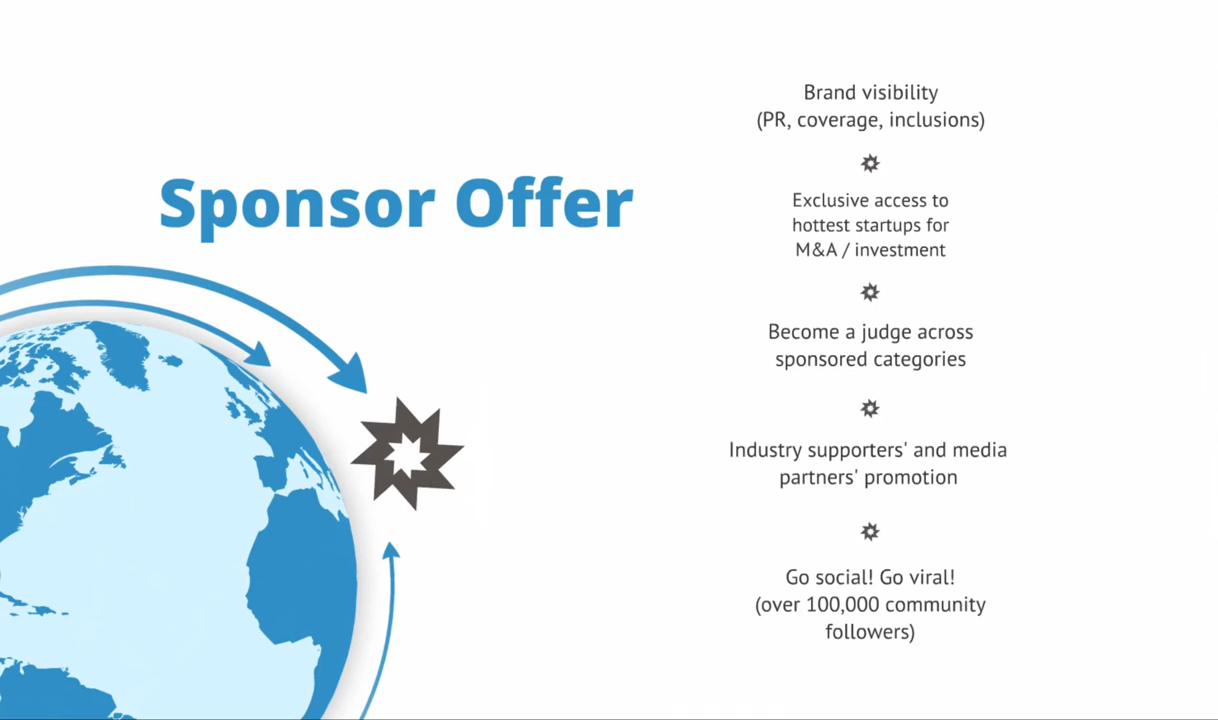 Sponsor Offer
Brand visibility
(PR, coverage, inclusions)
Exclusive access to
hottest startups for
M&A / investment
Become a judge across
sponsored categories
Industry supporters' and media
partners' promotion
Go social! Go viral!
(over 100,000 community
followers)